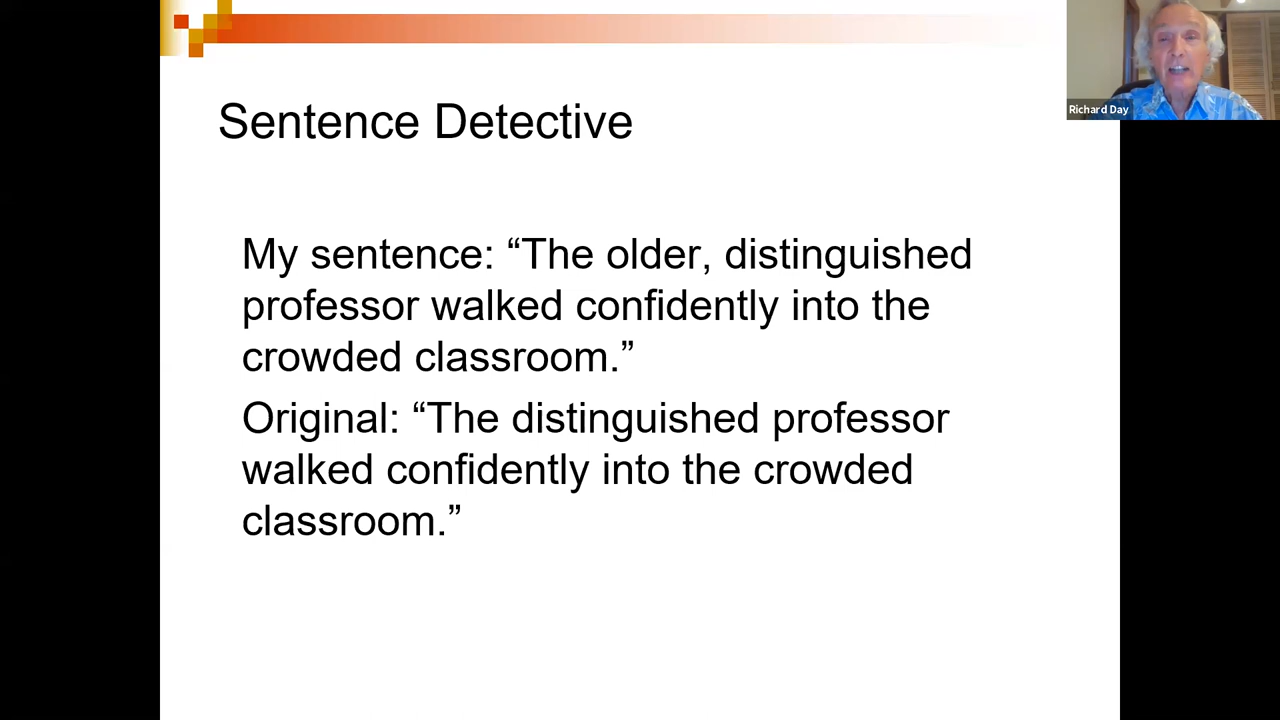 Sentence Detective
My sentence: “The older, distinguished
professor walked confidently into the
crowded classroom.”
Original: “The distinguished professor
walked confidently into the crowded
classroom.”
Richard Day